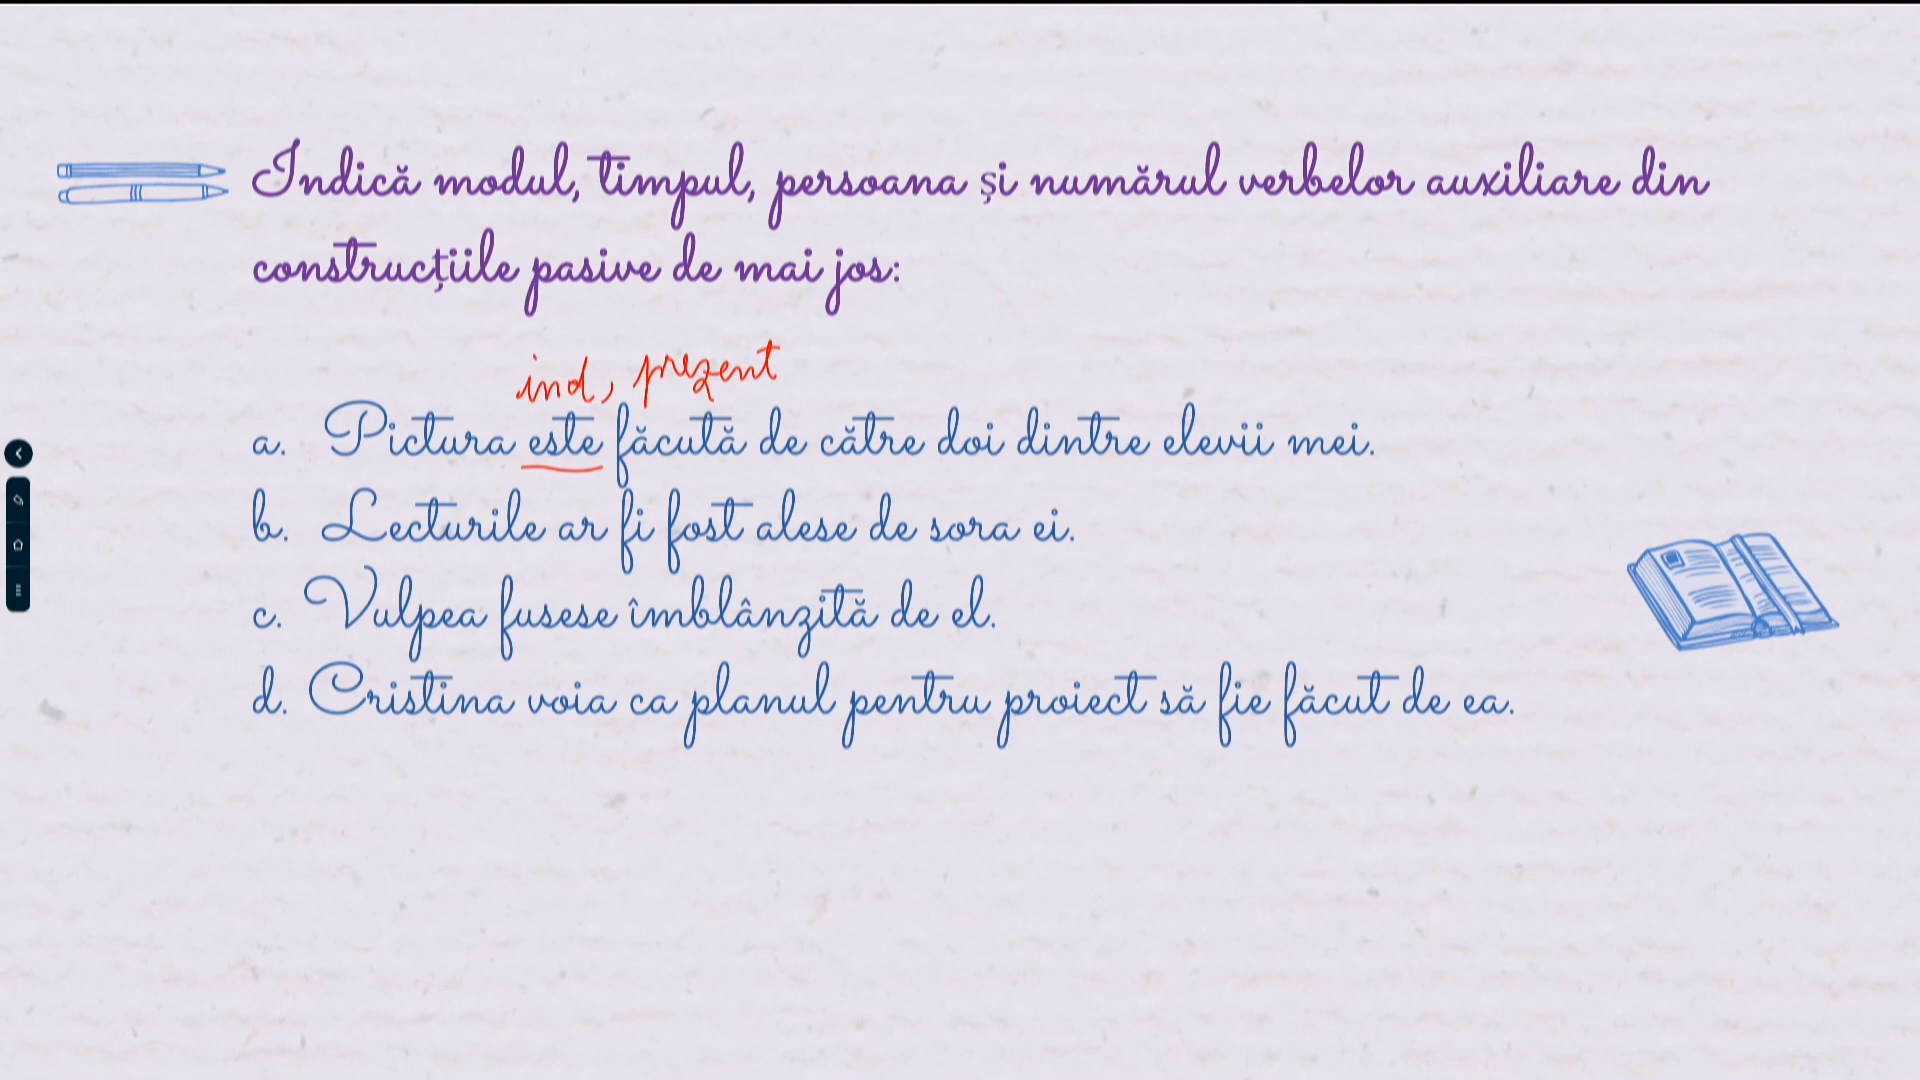 Indică modul, timpul, persoana și numărul verbelor auxiliare din
construcțiile pasive de mai jos:
ind, prezent
a. Pictura este făcută de către doi dintre elevii mei.
b. Lecturile ar fi fost alese de sora ei.
c. Vulpea fusese îmblânzită de el.
d. Cristina voia ca planul pentru proiect să fie făcut de ea.